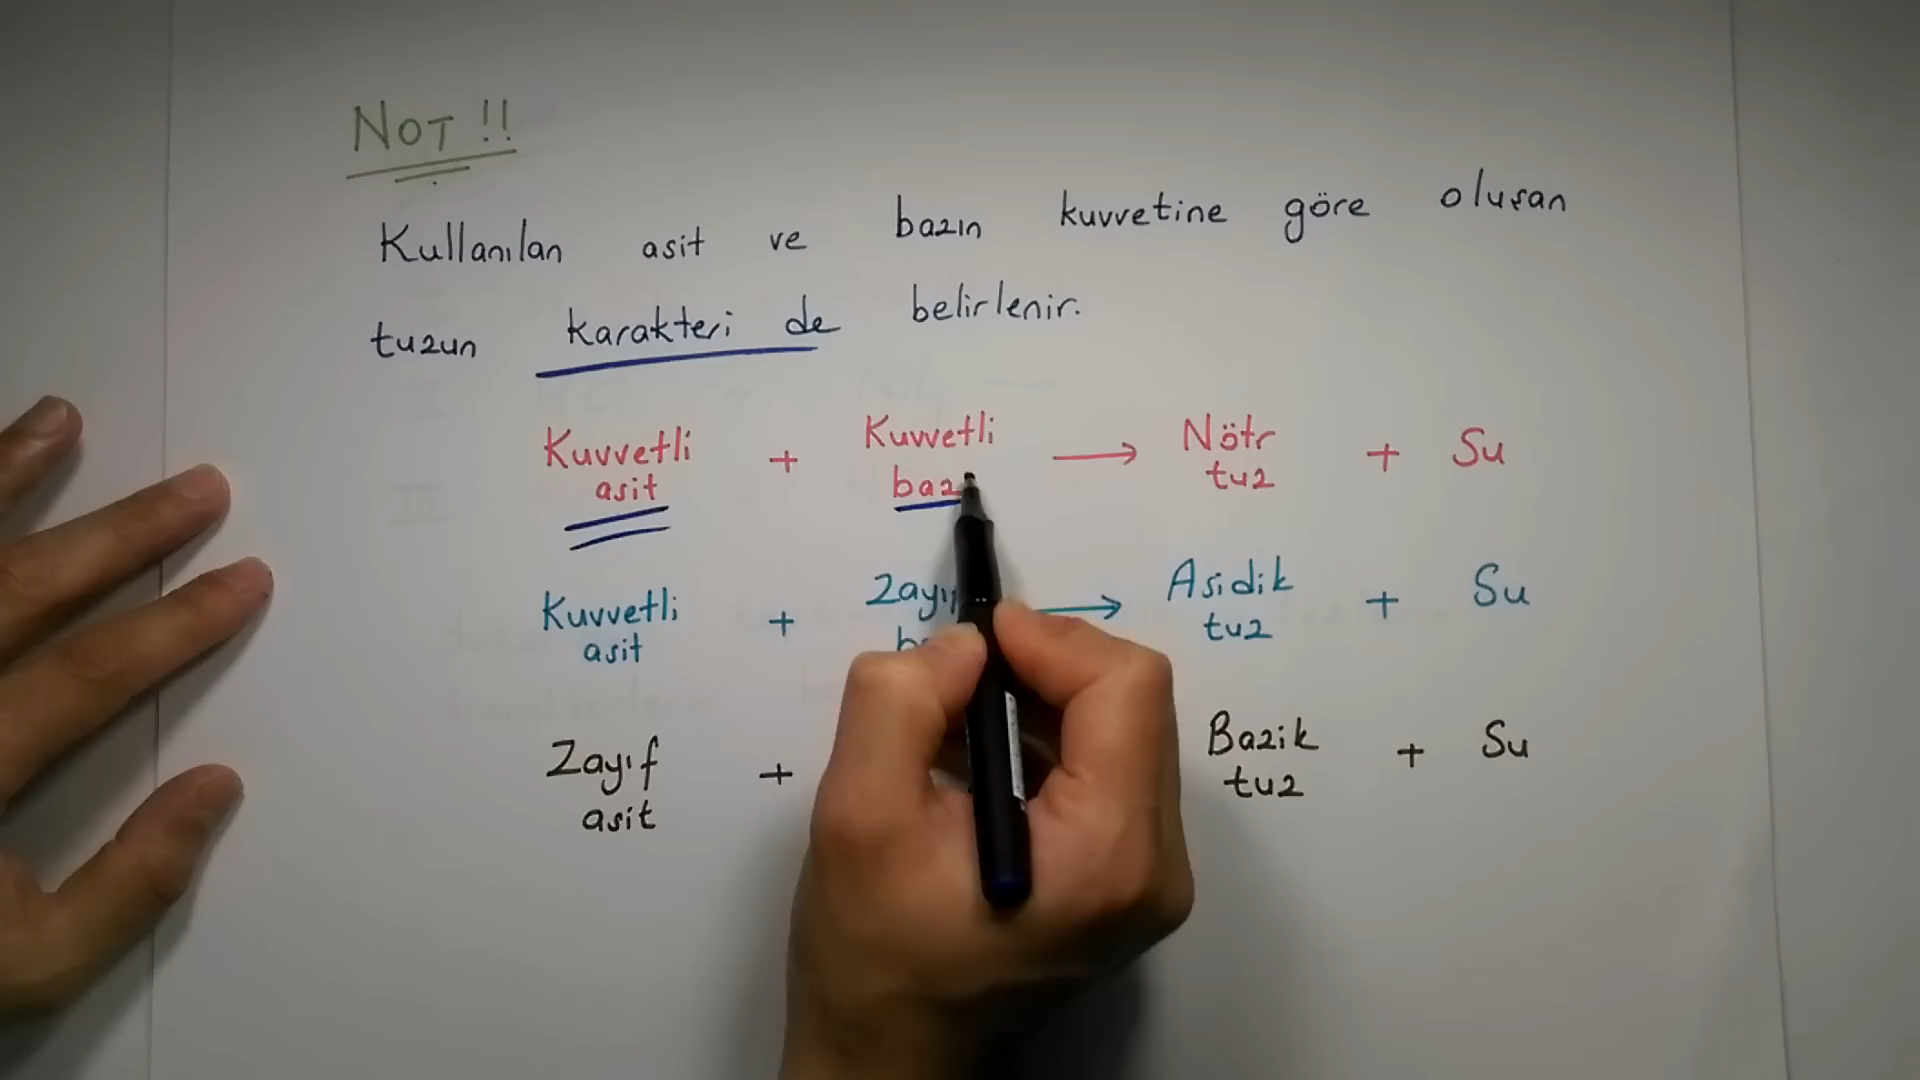 NOT !!
Kullanılan asit ve bazın kuvvetine göre oluşan
tuzun karakteri de belirlenir.
Kuvvetli asit + Kuvvetli baz → Nötr tuz + Su
Kuvvetli asit + → Asidik tuz + Su
Zayıf asit + Bazik tuz + Su